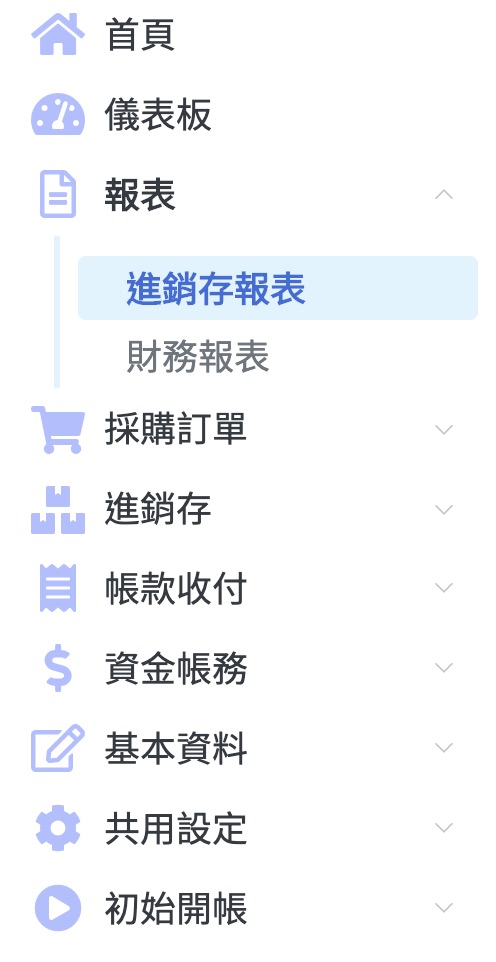 首頁
儀表板
報表
進銷存報表
財務報表
採購訂單
進銷存
帳款收付
資金帳務
基本資料
共用設定
初始開帳